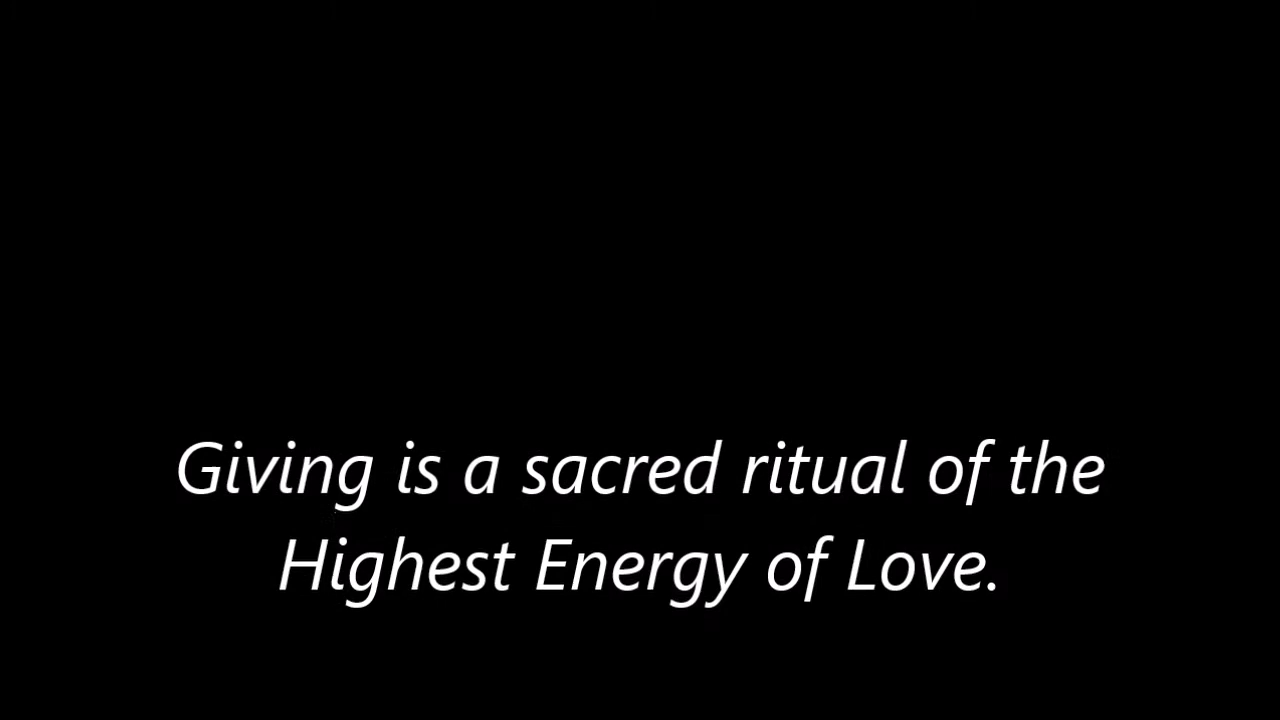 Giving is a sacred ritual of the
Highest Energy of Love.